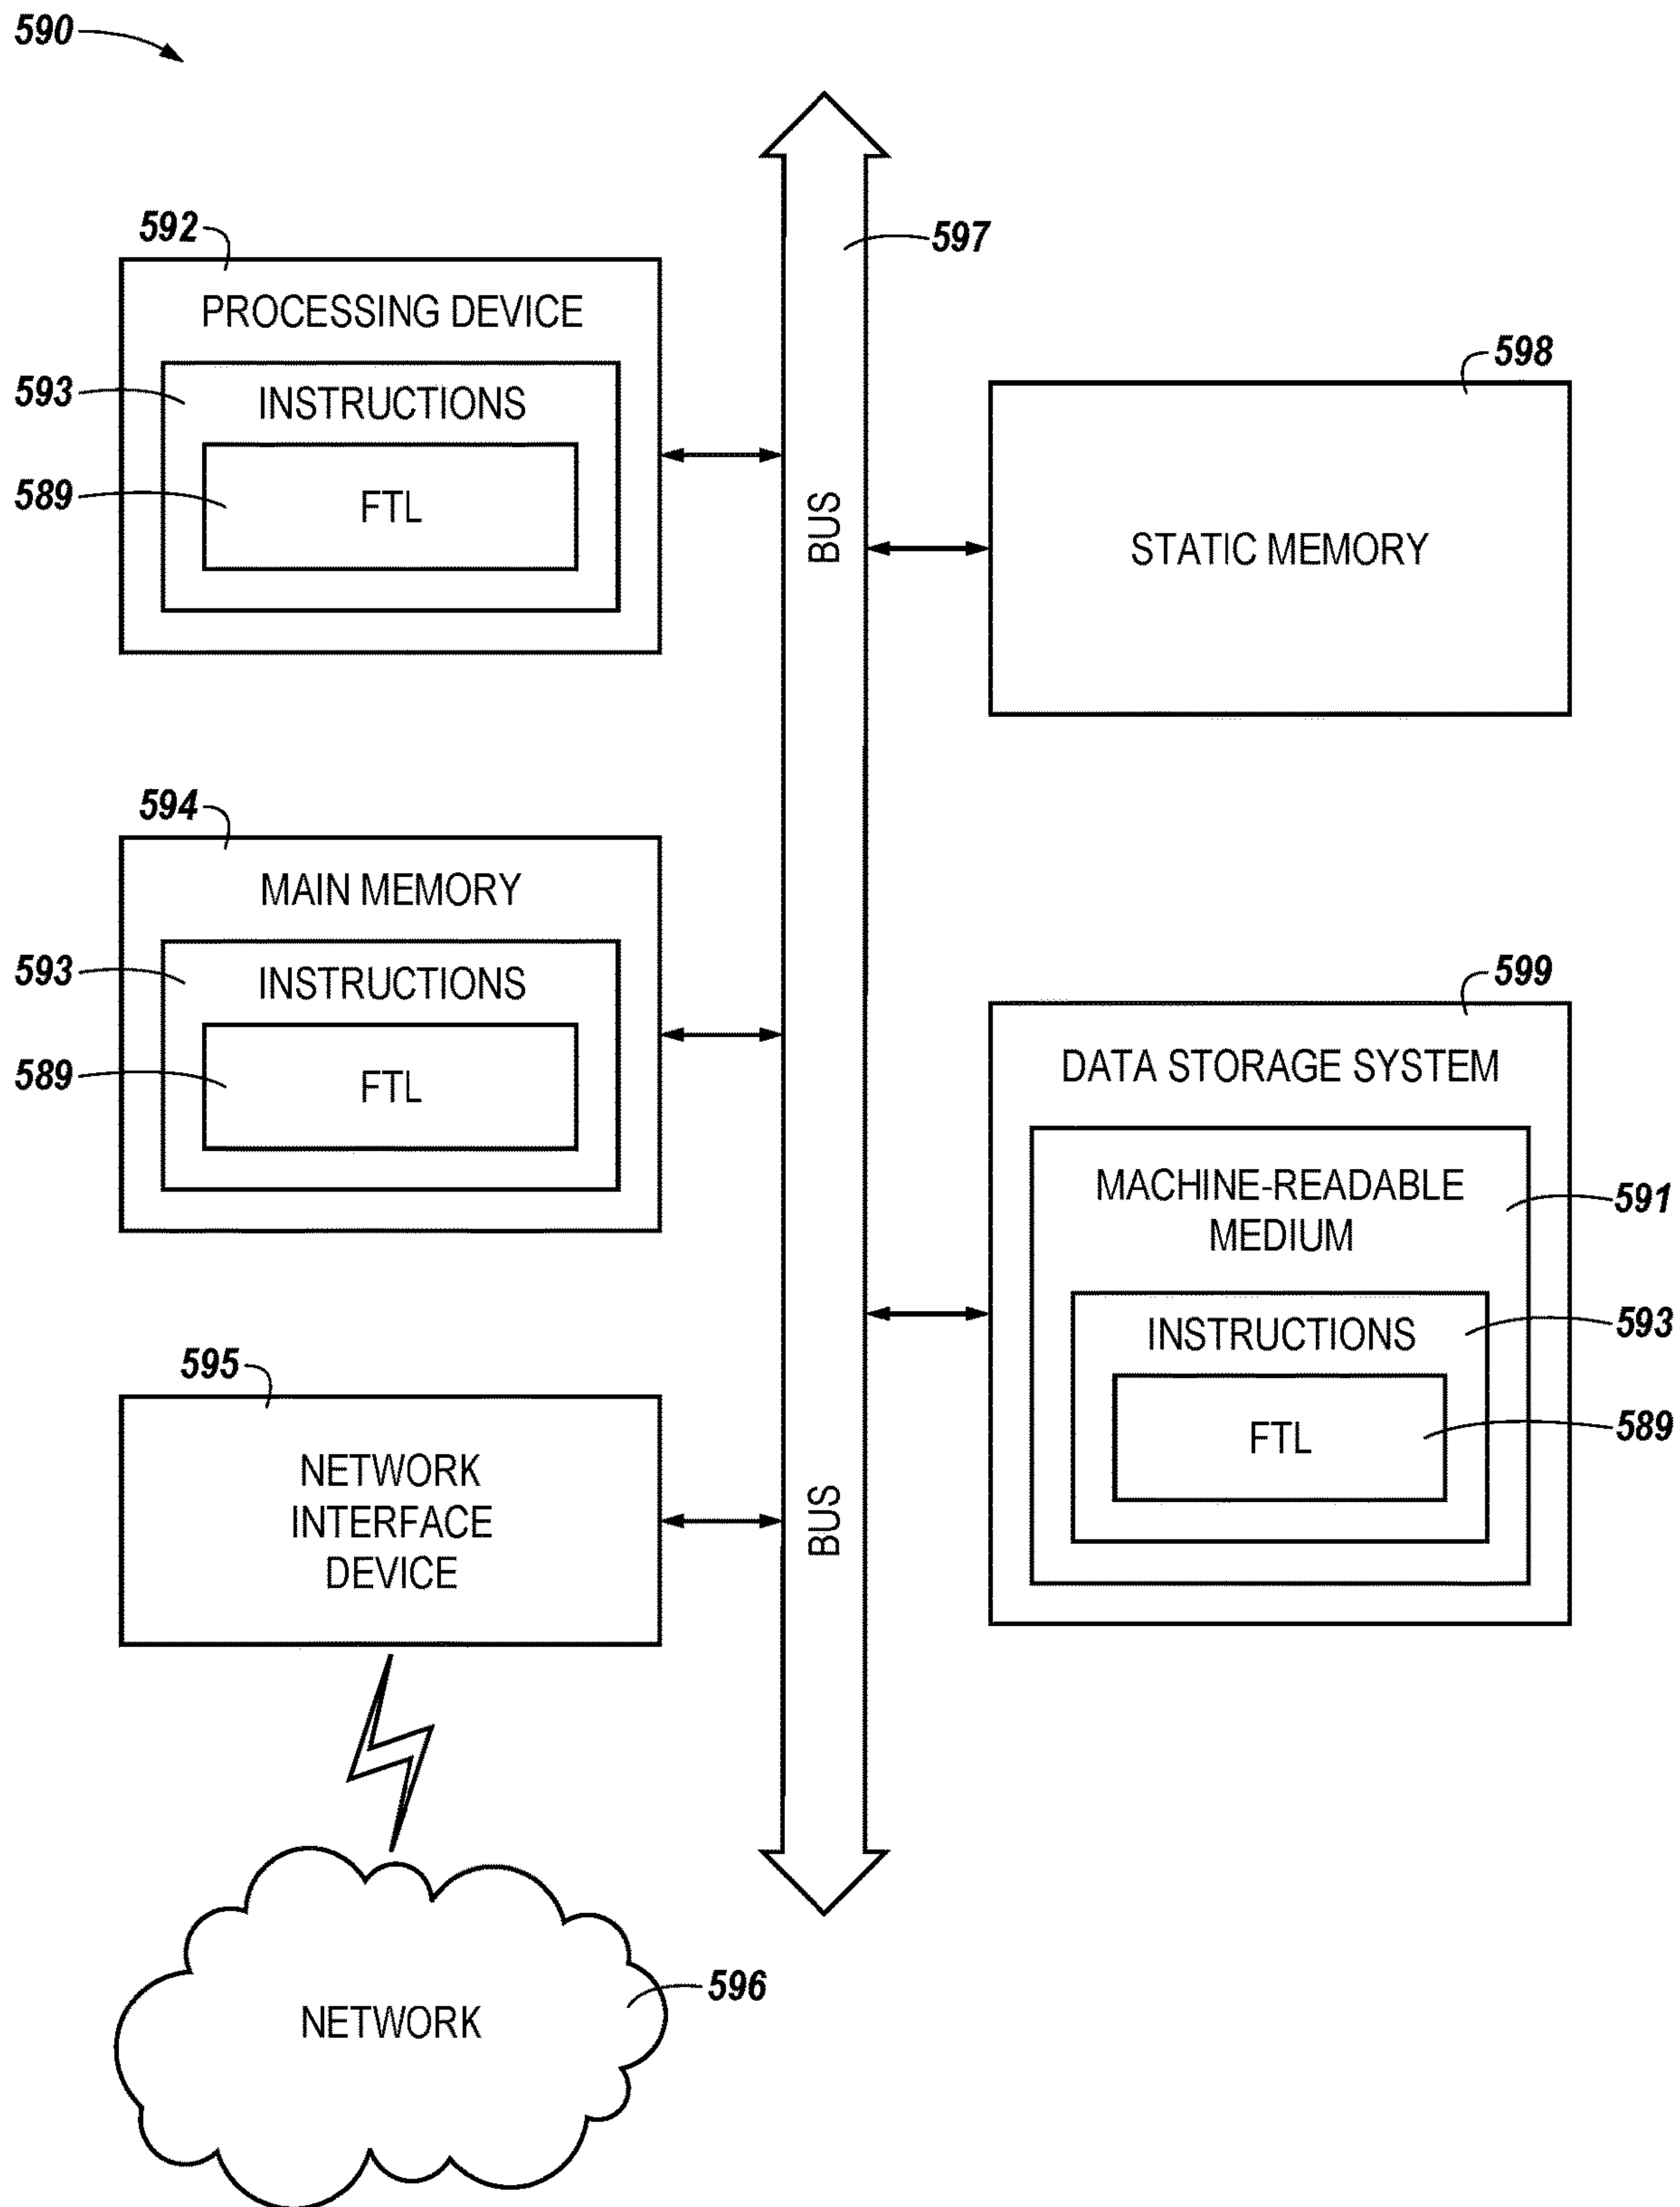 590
592
PROCESSING DEVICE
593
INSTRUCTIONS
589
FTL
597
BUS
598
STATIC MEMORY
594
MAIN MEMORY
593
INSTRUCTIONS
589
FTL
599
DATA STORAGE SYSTEM
MACHINE-READABLE
MEDIUM
591
INSTRUCTIONS
593
FTL
589
595
NETWORK
INTERFACE
DEVICE
BUS
NETWORK
596